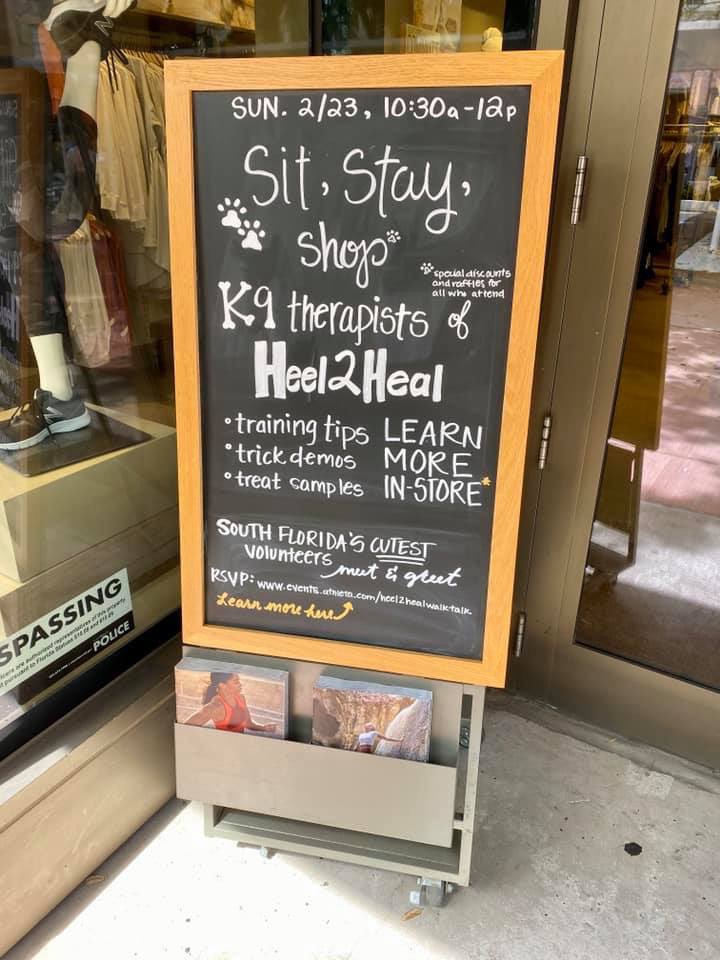 SUN. 2/23, 10:30a-12p
Sit, Stay,
shop*
*special discounts
and raffles for
all who attend
K9 therapists of
Heel2Heal
• training tips
• trick demos
• treat samples
LEARN
MORE
IN-STORE*
SOUTH FLORIDA'S CUTEST
volunteers meet & greet
RSVP: www.events.athleta.com/heel2healwalktalk
Learn more here
SPASSING
POLICE